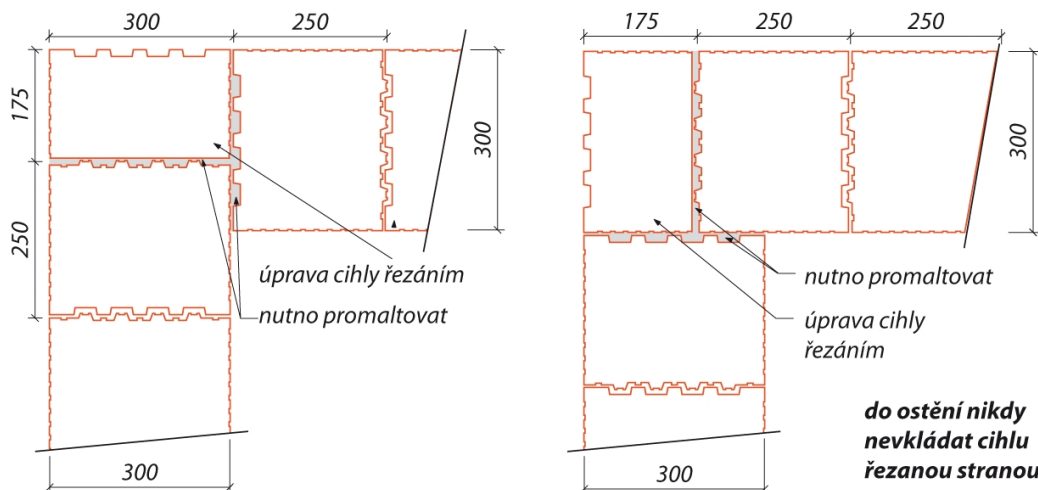 300
250
175
250
300
úprava cihly řezáním
nutno promaltovat
300
175
250
250
300
nutno promaltovat
úprava cihly
řezáním
300
do ostění nikdy
nevkládat cihlu
řezanou stranou